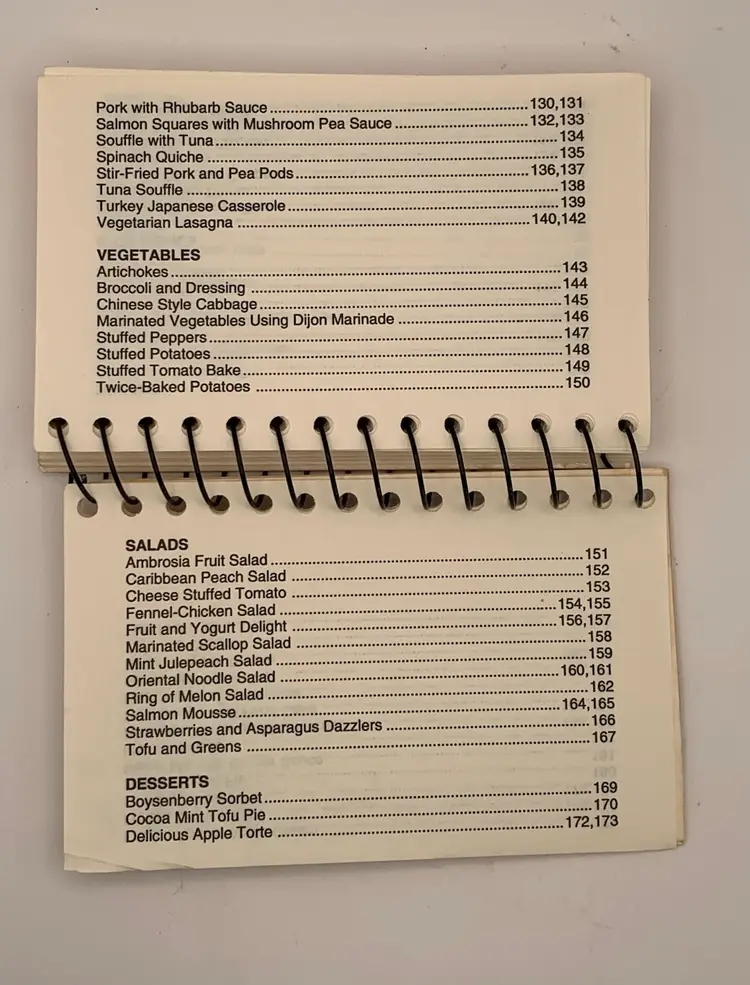 Pork with Rhubarb Sauce..........130,131
Salmon Squares with Mushroom Pea Sauce..........132,133
Souffle with Tuna..........134
Spinach Quiche..........135
Stir-Fried Pork and Pea Pods..........136,137
Tuna Souffle..........138
Turkey Japanese Casserole..........139
Vegetarian Lasagna..........140,142
VEGETABLES
Artichokes..........143
Broccoli and Dressing..........144
Chinese Style Cabbage..........145
Marinated Vegetables Using Dijon Marinade..........146
Stuffed Peppers..........147
Stuffed Potatoes..........148
Stuffed Tomato Bake..........149
Twice-Baked Potatoes..........150
SALADS
Ambrosia Fruit Salad..........151
Caribbean Peach Salad..........152
Cheese Stuffed Tomato..........153
Fennel-Chicken Salad..........154,155
Fruit and Yogurt Delight..........156,157
Marinated Scallop Salad..........158
Mint Julepeach Salad..........159
Oriental Noodle Salad..........160,161
Ring of Melon Salad..........162
Salmon Mousse..........164,165
Strawberries and Asparagus Dazzlers..........166
Tofu and Greens..........167
DESSERTS
Boysenberry Sorbet..........169
Cocoa Mint Tofu Pie..........170
Delicious Apple Torte..........172,173